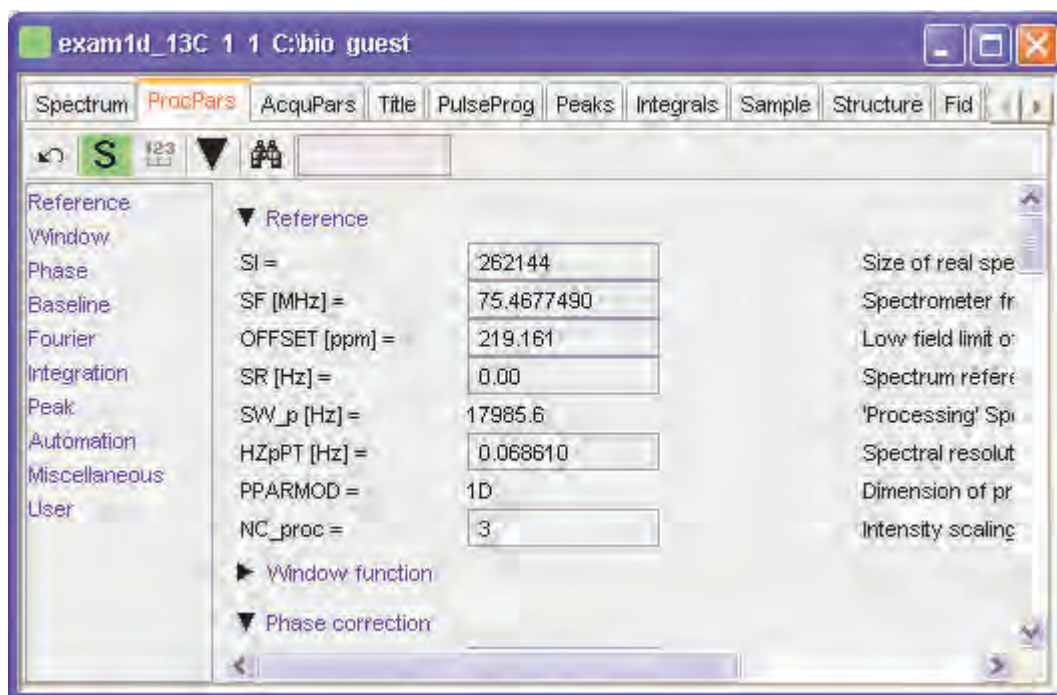 exam1d_13C 1 1 C:\bio guest
Spectrum ProcPars AcquPars Title PulseProg Peaks Integrals Sample Structure Fid
S 123
Reference
Window
Phase
Baseline
Fourier
Integration
Peak
Automation
Miscellaneous
User
Reference
SI = 262144 Size of real spe
SF [MHz] = 75.4677490 Spectrometer fr
OFFSET [ppm] = 219.161 Low field limit o
SR [Hz] = 0.00 Spectrum refere
SW_p [Hz] = 17985.6 'Processing' Spe
HZpPT [Hz] = 0.068610 Spectral resolut
PPARMOD = 1D Dimension of pr
NC_proc = 3 Intensity scaling
Window function
Phase correction